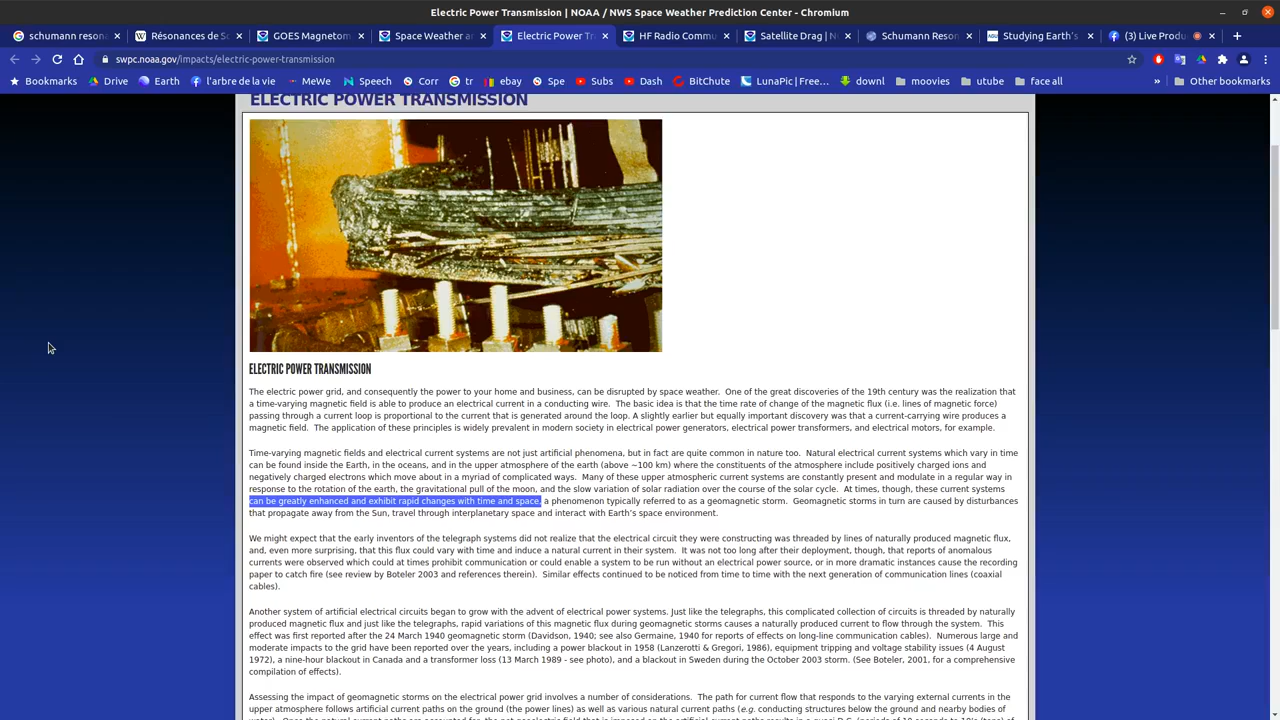 Electric Power Transmission | NOAA / NWS Space Weather Prediction Center - Chromium
schumann resona
Résonances de Sc
GOES Magnetom
Space Weather an
Electric Power Tr
HF Radio Commu
Satellite Drag | N
Schumann Reson
Studying Earth's
(3) Live Produ
swpc.noaa.gov/impacts/electric-power-transmission
Bookmarks Drive Earth l'arbre de la vie MeWe Speech Corr tr ebay Spe Subs Dash BitChute LunaPic | Free... downl moovies utube face all » Other bookmarks
ELECTRIC POWER TRANSMISSION
ELECTRIC POWER TRANSMISSION
The electric power grid, and consequently the power to your home and business, can be disrupted by space weather. One of the great discoveries of the 19th century was the realization that
a time-varying magnetic field is able to produce an electrical current in a conducting wire. The basic idea is that the time rate of change of the magnetic flux (i.e. lines of magnetic force)
passing through a current loop is proportional to the current that is generated around the loop. A slightly earlier but equally important discovery was that a current-carrying wire produces a
magnetic field. The application of these principles is widely prevalent in modern society in electrical power generators, electrical power transformers, and electrical motors, for example.
Time-varying magnetic fields and electrical current systems are not just artificial phenomena, but in fact are quite common in nature too. Natural electrical current systems which vary in time
can be found inside the Earth, in the oceans, and in the upper atmosphere of the earth (above ~100 km) where the constituents of the atmosphere include positively charged ions and
negatively charged electrons which move about in a myriad of complicated ways. Many of these upper atmospheric current systems are constantly present and modulate in a regular way in
response to the rotation of the earth, the gravitational pull of the moon, and the slow variation of solar radiation over the course of the solar cycle. At times, though, these current systems
can be greatly enhanced and exhibit rapid changes with time and space, a phenomenon typically referred to as a geomagnetic storm. Geomagnetic storms in turn are caused by disturbances
that propagate away from the Sun, travel through interplanetary space and interact with Earth's space environment.
We might expect that the early inventors of the telegraph systems did not realize that the electrical circuit they were constructing was threaded by lines of naturally produced magnetic flux,
and, even more surprising, that this flux could vary with time and induce a natural current in their system. It was not too long after their deployment, though, that reports of anomalous
currents were observed which could at times prohibit communication or could enable a system to be run without an electrical power source, or in more dramatic instances cause the recording
paper to catch fire (see review by Boteler 2003 and references therein). Similar effects continued to be noticed from time to time with the next generation of communication lines (coaxial
cables).
Another system of artificial electrical circuits began to grow with the advent of electrical power systems. Just like the telegraphs, this complicated collection of circuits is threaded by naturally
produced magnetic flux and just like the telegraphs, rapid variations of this magnetic flux during geomagnetic storms causes a naturally produced current to flow through the system. This
effect was first reported after the 24 March 1940 geomagnetic storm (Davidson, 1940; see also Germaine, 1940 for reports of effects on long-line communication cables). Numerous large and
moderate impacts to the grid have been reported over the years, including a power blackout in 1958 (Lanzerotti & Gregori, 1986), equipment tripping and voltage stability issues (4 August
1972), a nine-hour blackout in Canada and a transformer loss (13 March 1989 - see photo), and a blackout in Sweden during the October 2003 storm. (See Boteler, 2001, for a comprehensive
compilation of effects).
Assessing the impact of geomagnetic storms on the electrical power grid involves a number of considerations. The path for current flow that responds to the varying external currents in the
upper atmosphere follows artificial current paths on the ground (the power lines) as well as various natural current paths (e.g. conducting structures below the ground and nearby bodies of